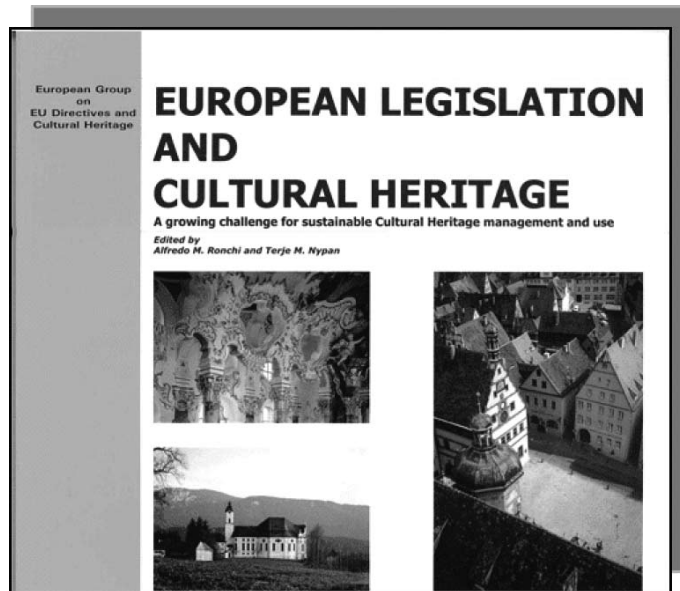 European Group
on
EU Directives and
Cultural Heritage
EUROPEAN LEGISLATION
AND
CULTURAL HERITAGE
A growing challenge for sustainable Cultural Heritage management and use
Edited by
Alfredo M. Ronchi and Terje M. Nypan